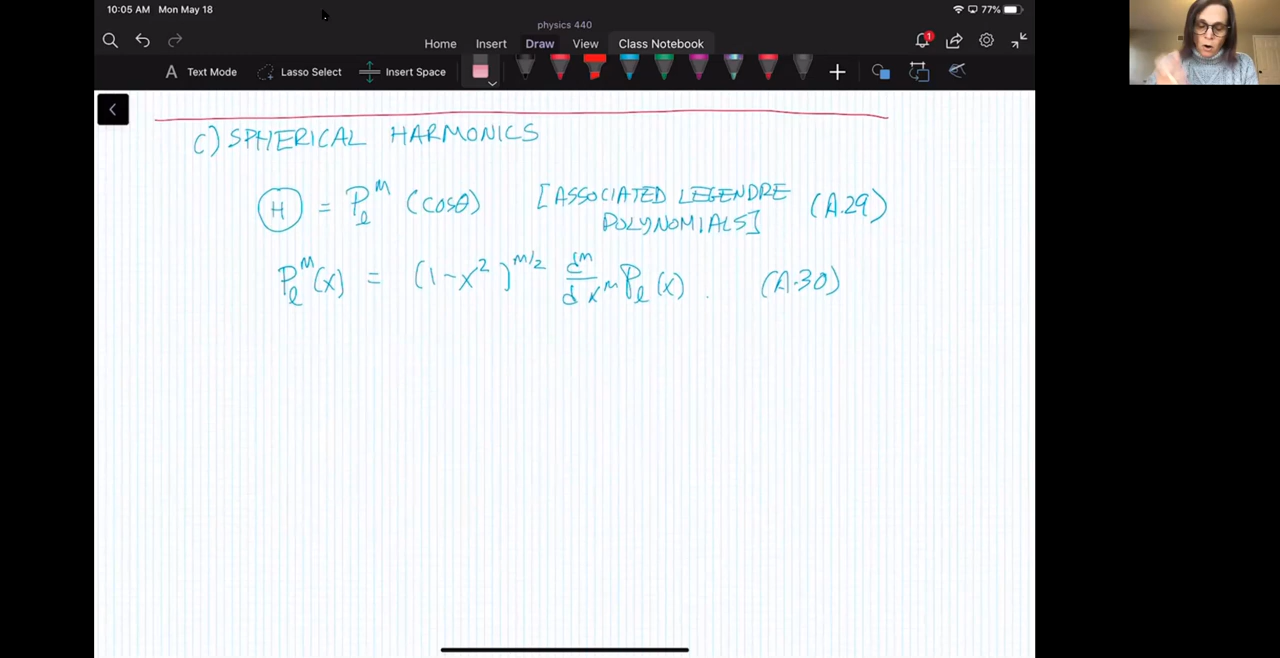 10:05 AM Mon May 18
77%
physics 440
Home Insert Draw View Class Notebook
1
A Text Mode Lasso Select Insert Space
C) SPHERICAL HARMONICS
Ⓗ = P_l^m (cosθ) [ASSOCIATED LEGENDRE POLYNOMIALS] (A.29)
P_l^m(x) = (1-x^2)^{m/2} d^m/dx^m P_l(x). (A.30)